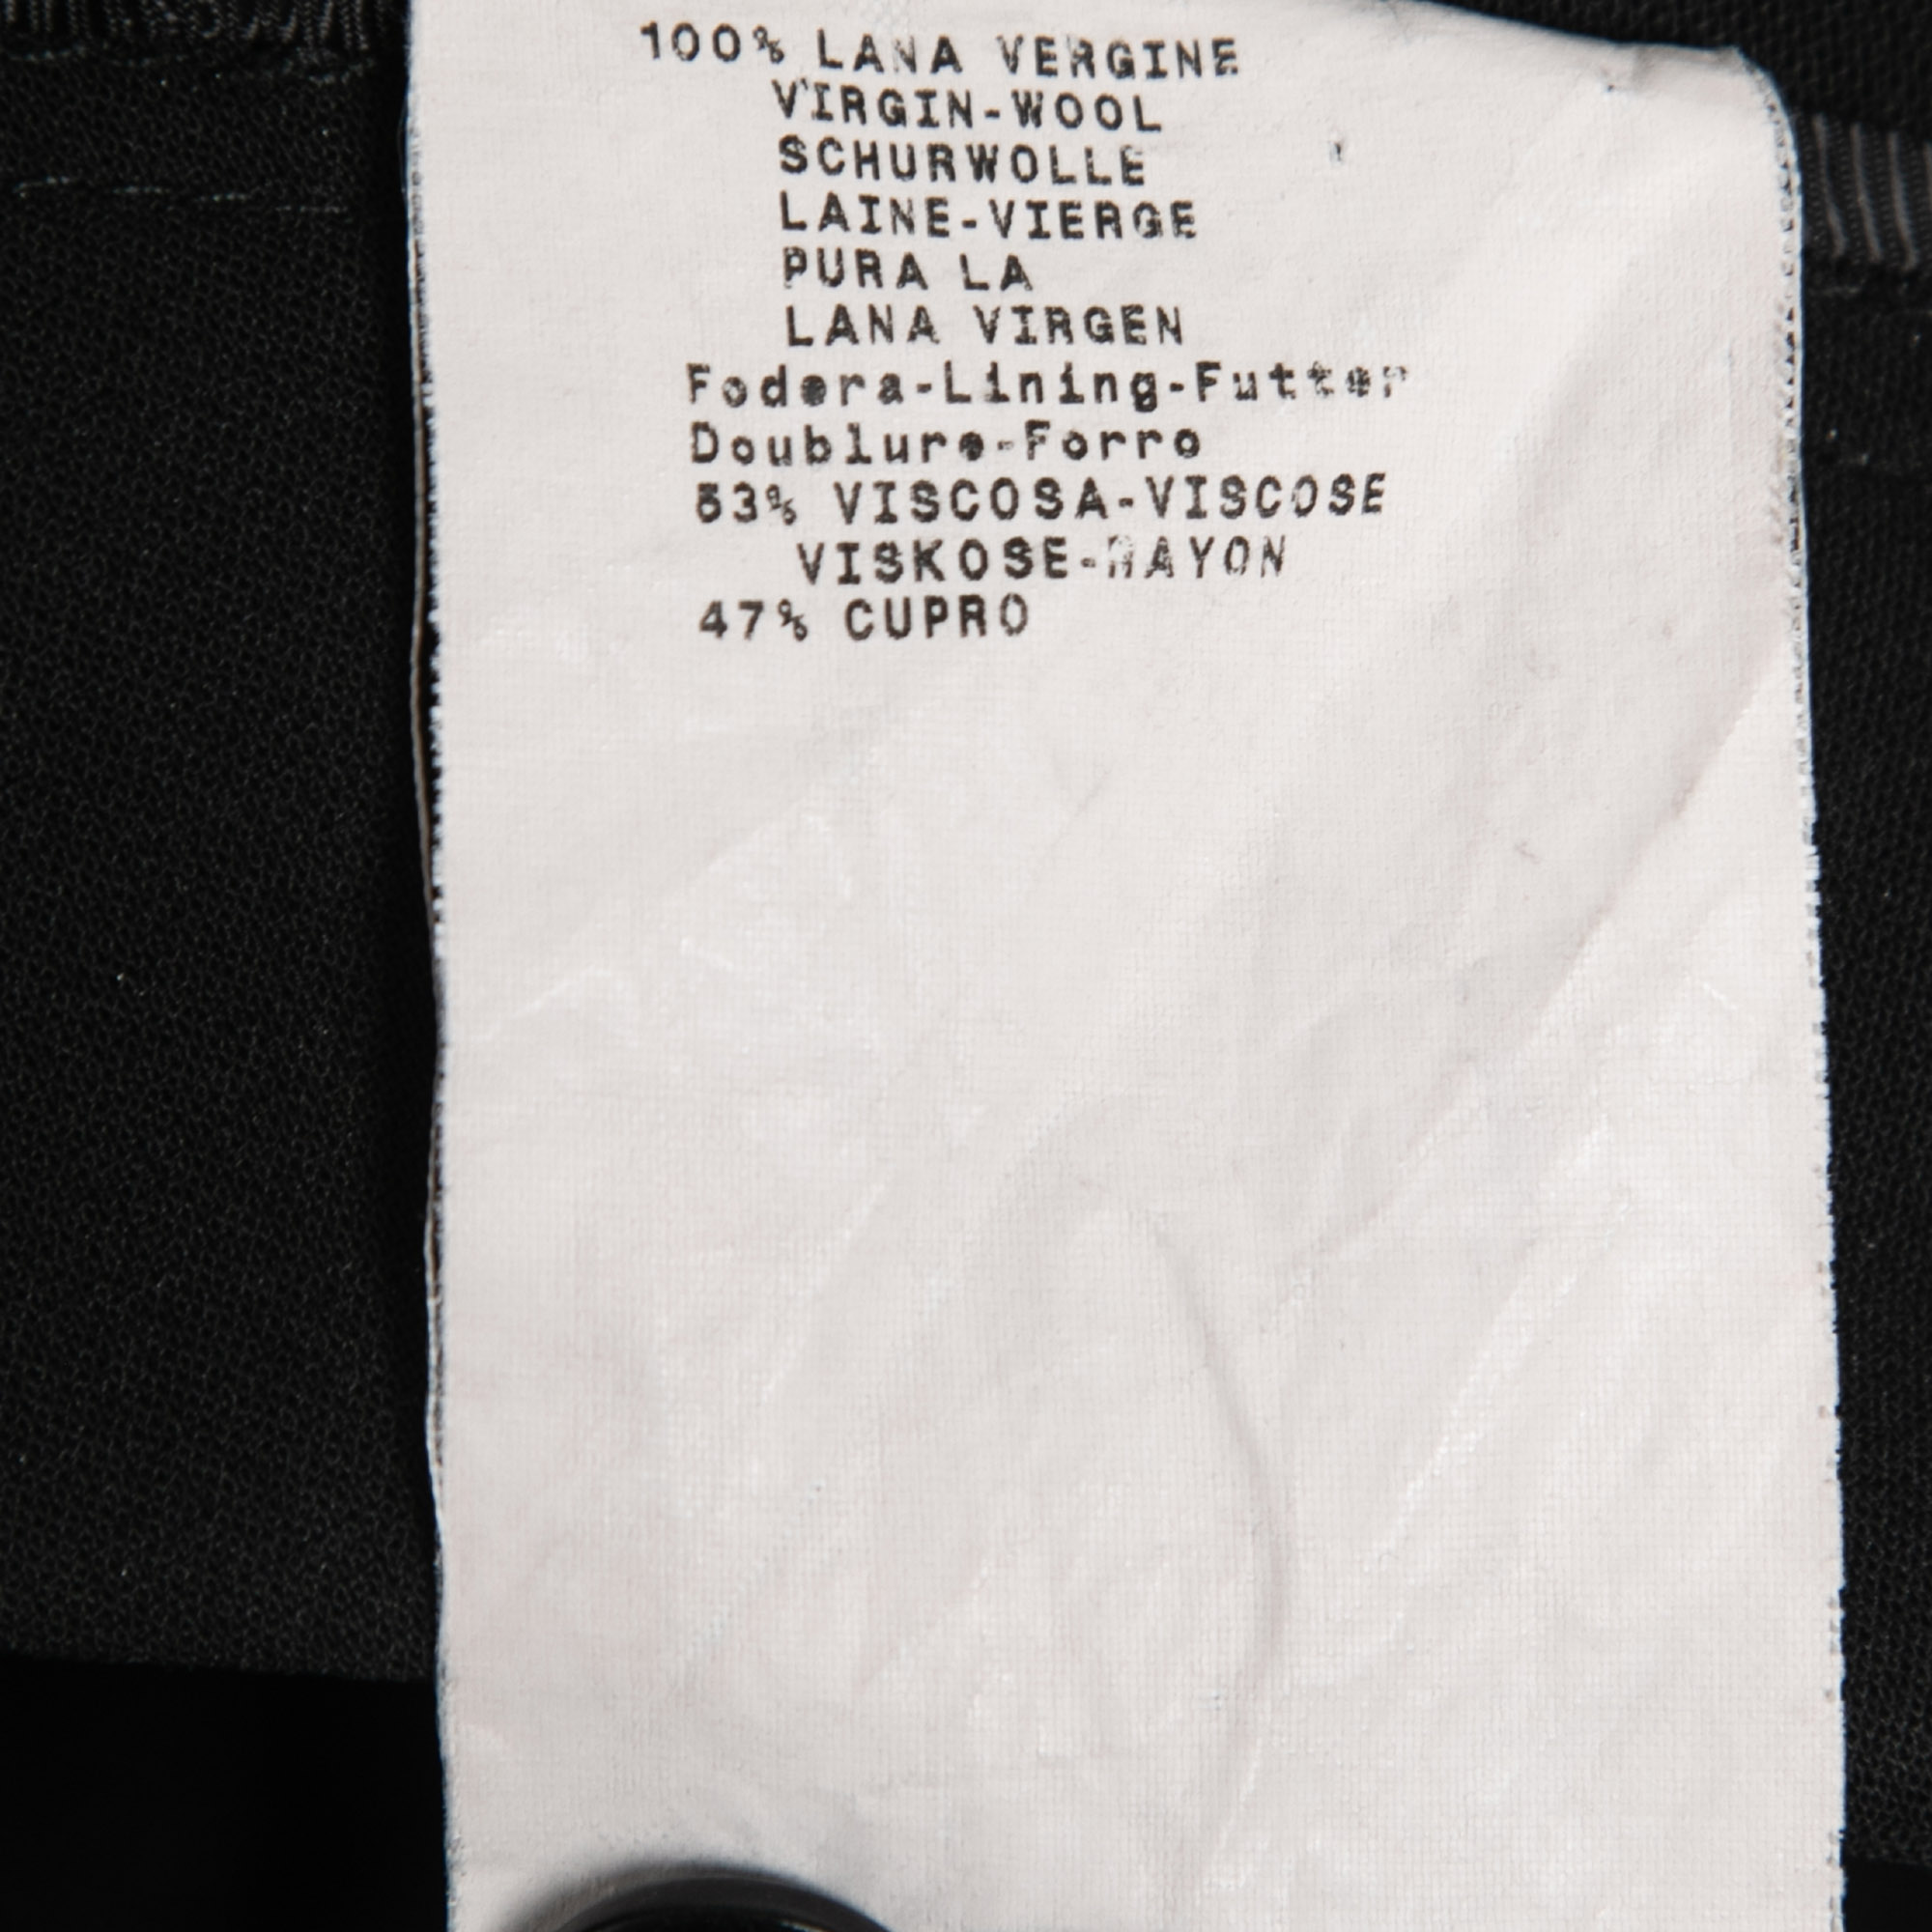 100% LANA VERGINE
VIRGIN-WOOL
SCHURWOLLE
LAINE-VIERGE
PURA LA
LANA VIRGEN
Fodera-Lining-Futter
Doublure-Forro
53% VISCOSA-VISCOSE
VISKOSE-RAYON
47% CUPRO